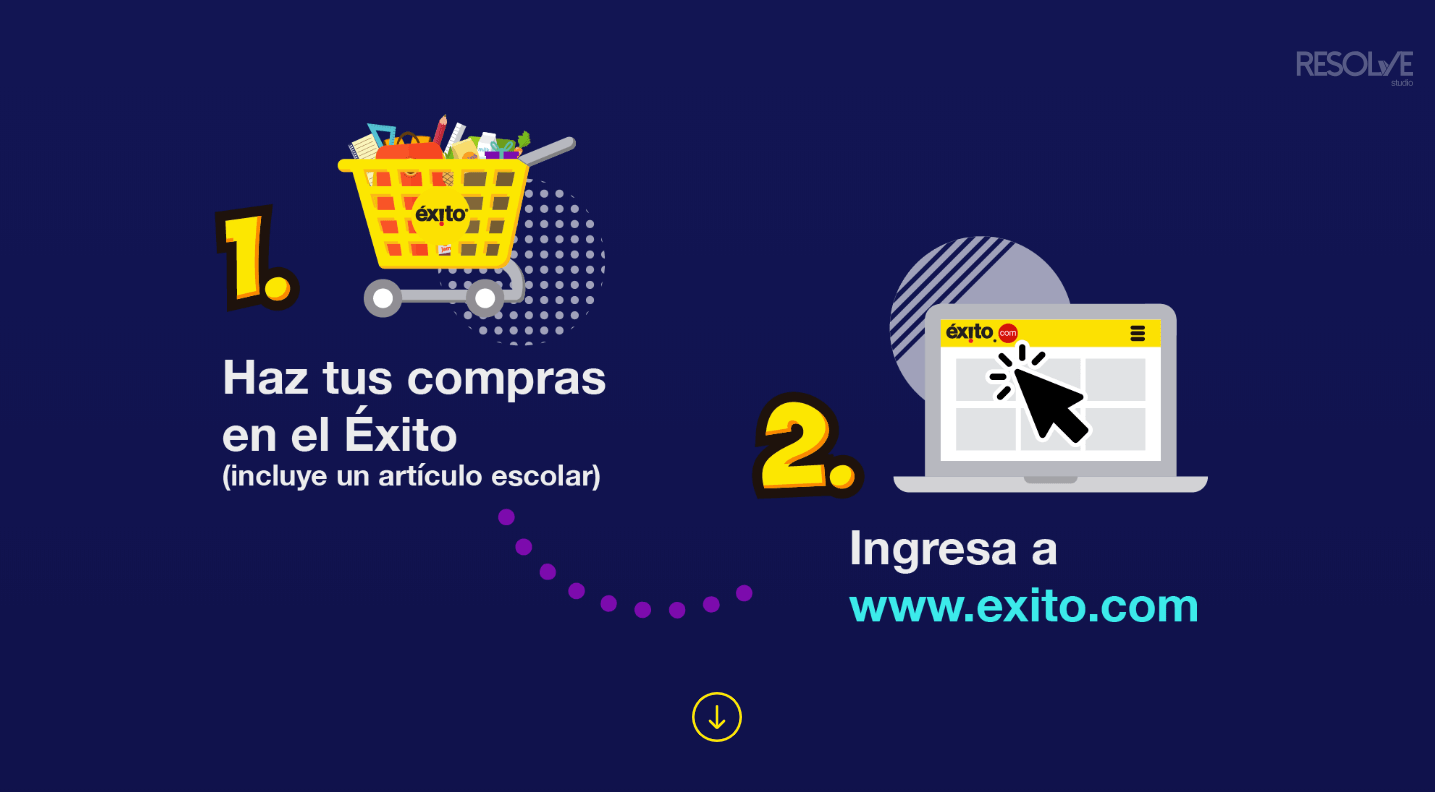 RESOLVE
studio
1.
éxito
Haz tus compras
en el Éxito
(incluye un artículo escolar)
2.
éxito.com
Ingresa a
www.exito.com